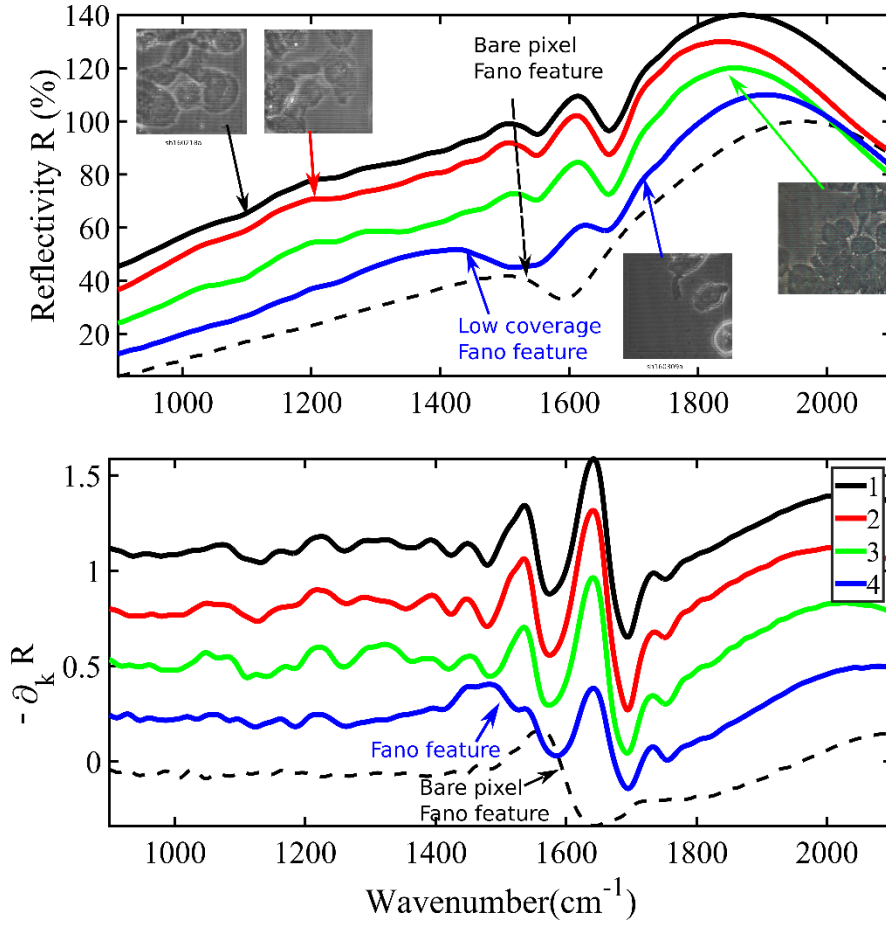 140
120
100
80
60
40
20
Reflectivity R (%)
sh160218a
Bare pixel
Fano feature
Low coverage
Fano feature
sh160309a
1000
1200
1400
1600
1800
2000
1.5
1
0.5
0
- ∂k R
1
2
3
4
Fano feature
Bare pixel
Fano feature
1000
1200
1400
1600
1800
2000
Wavenumber(cm⁻¹)